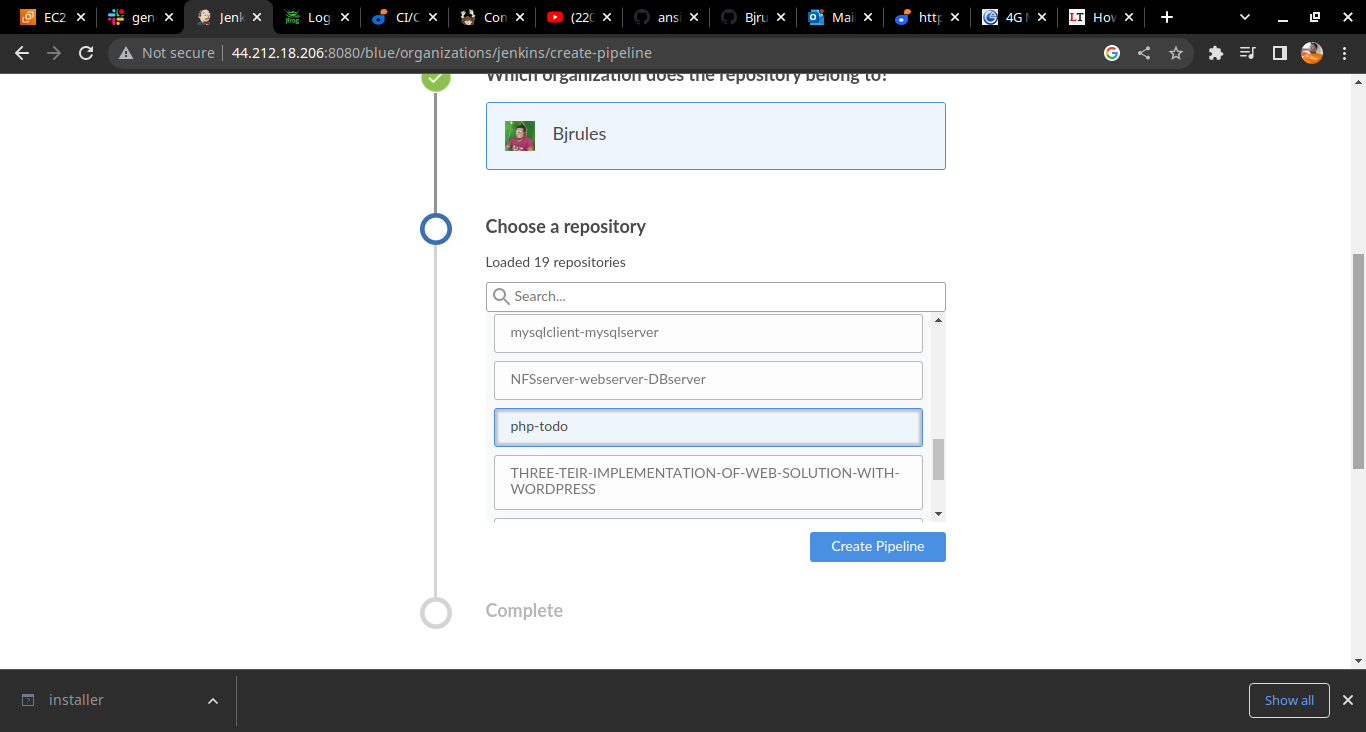 EC2
gen
Jenk
Log
CI/C
Con
(220
ansi
Bjru
Mai
http
4G M
How
Not secure
44.212.18.206:8080/blue/organizations/jenkins/create-pipeline
Which organization does the repository belong to?
Bjrules
Choose a repository
Loaded 19 repositories
Search...
mysqlclient-mysqlserver
NFSserver-webserver-DBserver
php-todo
THREE-TEIR-IMPLEMENTATION-OF-WEB-SOLUTION-WITH-
WORDPRESS
Create Pipeline
Complete
installer
Show all